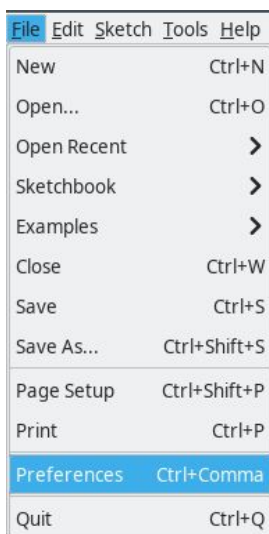 File Edit Sketch Tools Help
New Ctrl+N
Open... Ctrl+O
Open Recent
Sketchbook
Examples
Close Ctrl+W
Save Ctrl+S
Save As... Ctrl+Shift+S
Page Setup Ctrl+Shift+P
Print Ctrl+P
Preferences Ctrl+Comma
Quit Ctrl+Q